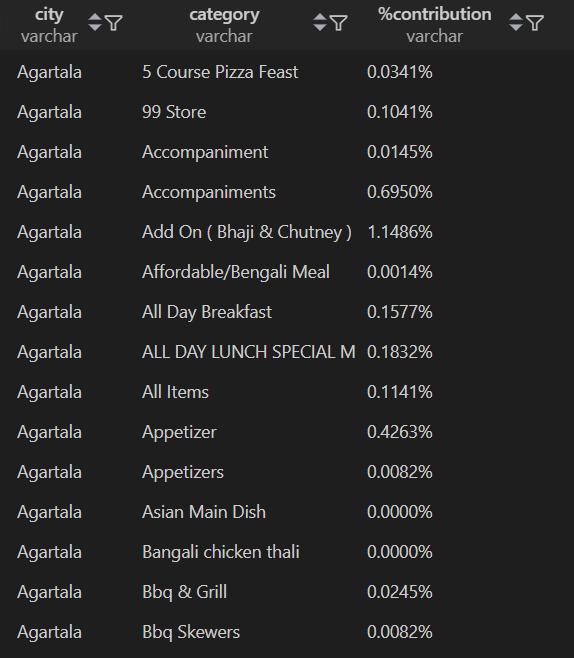 city category %contribution
varchar varchar varchar
Agartala 5 Course Pizza Feast 0.0341%
Agartala 99 Store 0.1041%
Agartala Accompaniment 0.0145%
Agartala Accompaniments 0.6950%
Agartala Add On ( Bhaji & Chutney ) 1.1486%
Agartala Affordable/Bengali Meal 0.0014%
Agartala All Day Breakfast 0.1577%
Agartala ALL DAY LUNCH SPECIAL M 0.1832%
Agartala All Items 0.1141%
Agartala Appetizer 0.4263%
Agartala Appetizers 0.0082%
Agartala Asian Main Dish 0.0000%
Agartala Bangali chicken thali 0.0000%
Agartala Bbq & Grill 0.0245%
Agartala Bbq Skewers 0.0082%